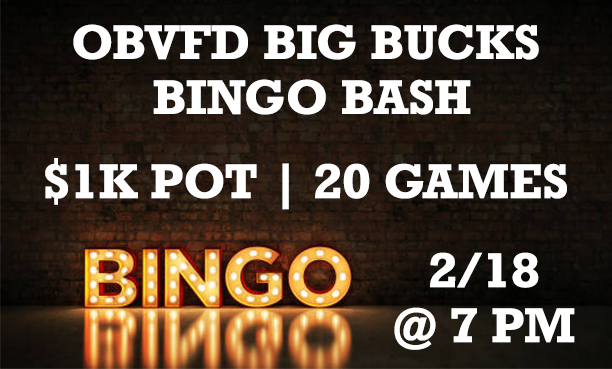 OBVFD BIG BUCKS
BINGO BASH
$1K POT | 20 GAMES
BINGO
2/18
@ 7 PM